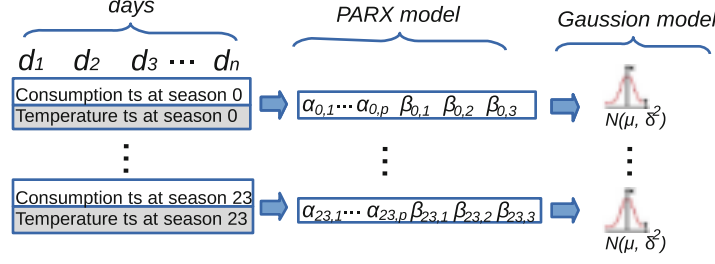 days
PARX model
Gaussion model
d1 d2 d3 ··· dn
Consumption ts at season 0
Temperature ts at season 0
α0,1··· α0,p β0,1 β0,2 β0,3
N(μ, δ²)
Consumption ts at season 23
Temperature ts at season 23
α23,1··· α23,p β23,1 β23,2 β23,3
N(μ, δ²)